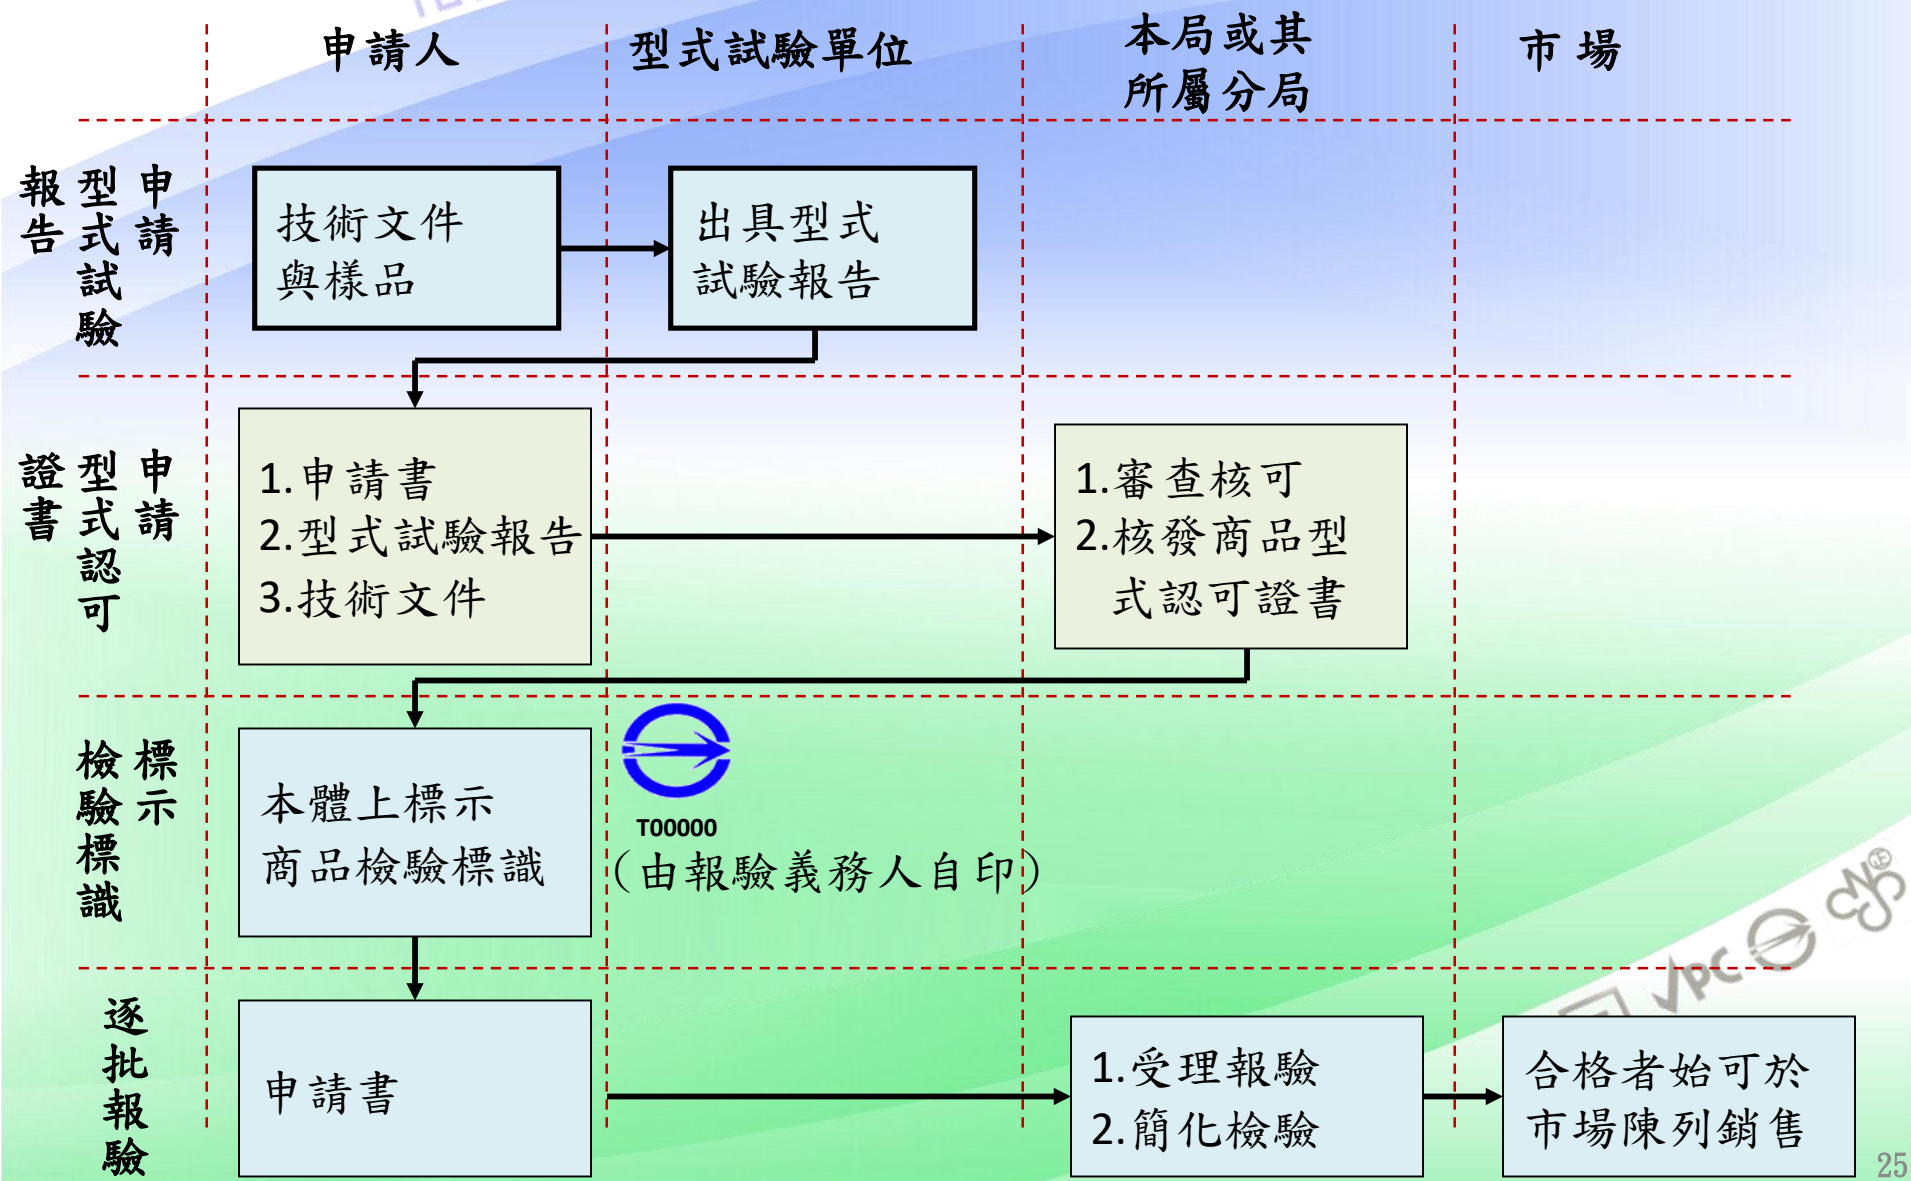 申請人
型式試驗單位
本局或其
所屬分局
市場
申請
型式試驗
報告
技術文件
與樣品
出具型式
試驗報告
申請
型式認可
證書
1.申請書
2.型式試驗報告
3.技術文件
1.審查核可
2.核發商品型
式認可證書
標示
檢驗標識
本體上標示
商品檢驗標識
T00000
（由報驗義務人自印）
逐批報驗
申請書
1.受理報驗
2.簡化檢驗
合格者始可於
市場陳列銷售
VPC
25